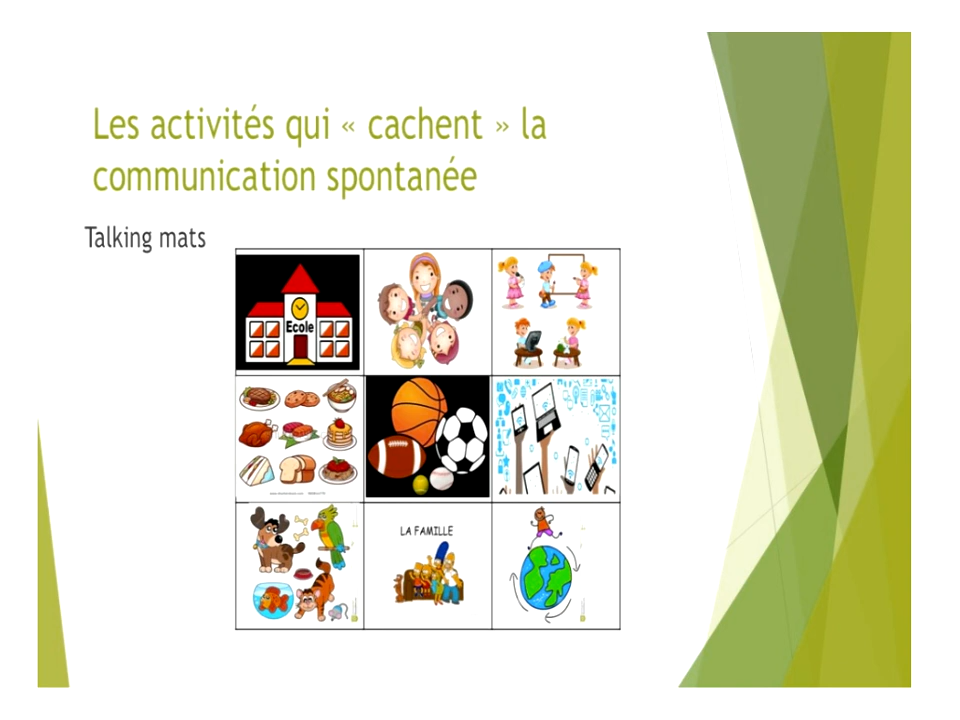 Les activités qui « cachent » la
communication spontanée
Talking mats
Ecole
LA FAMILLE